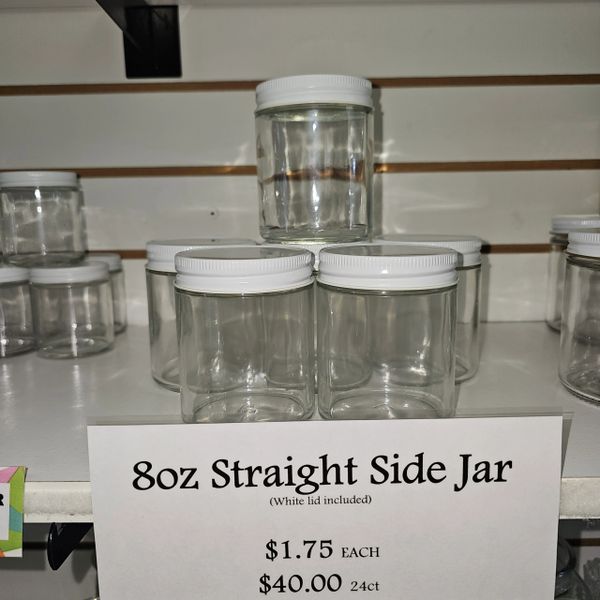 8oz Straight Side Jar
(White lid included)
$1.75 EACH
$40.00 24ct